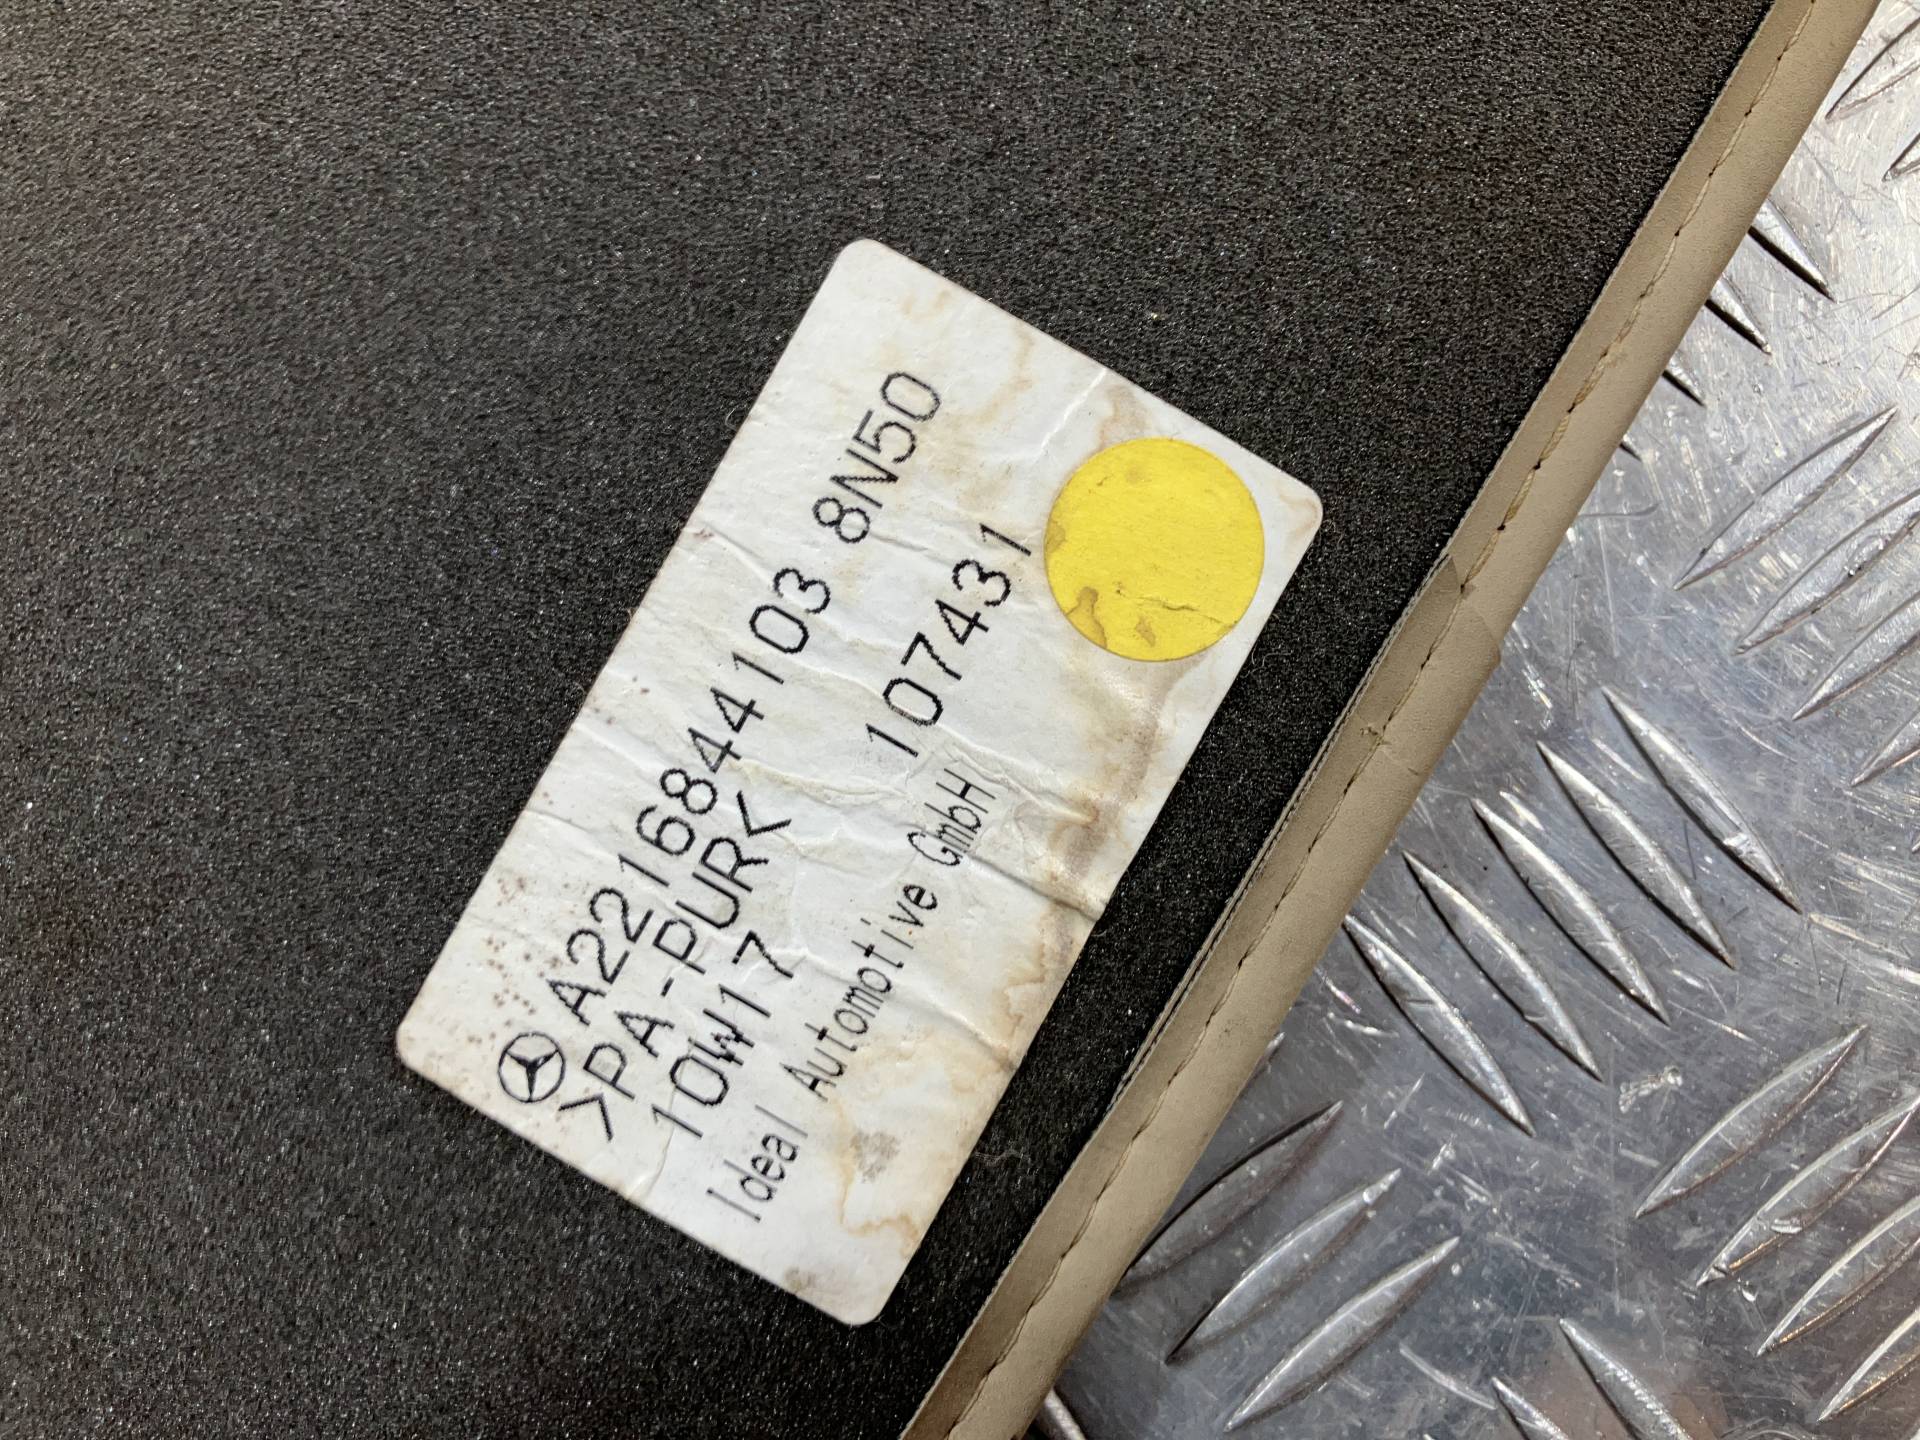 A2216844103 8N50
>PA-PUR<
10W17 107431
Ideal Automotive GmbH